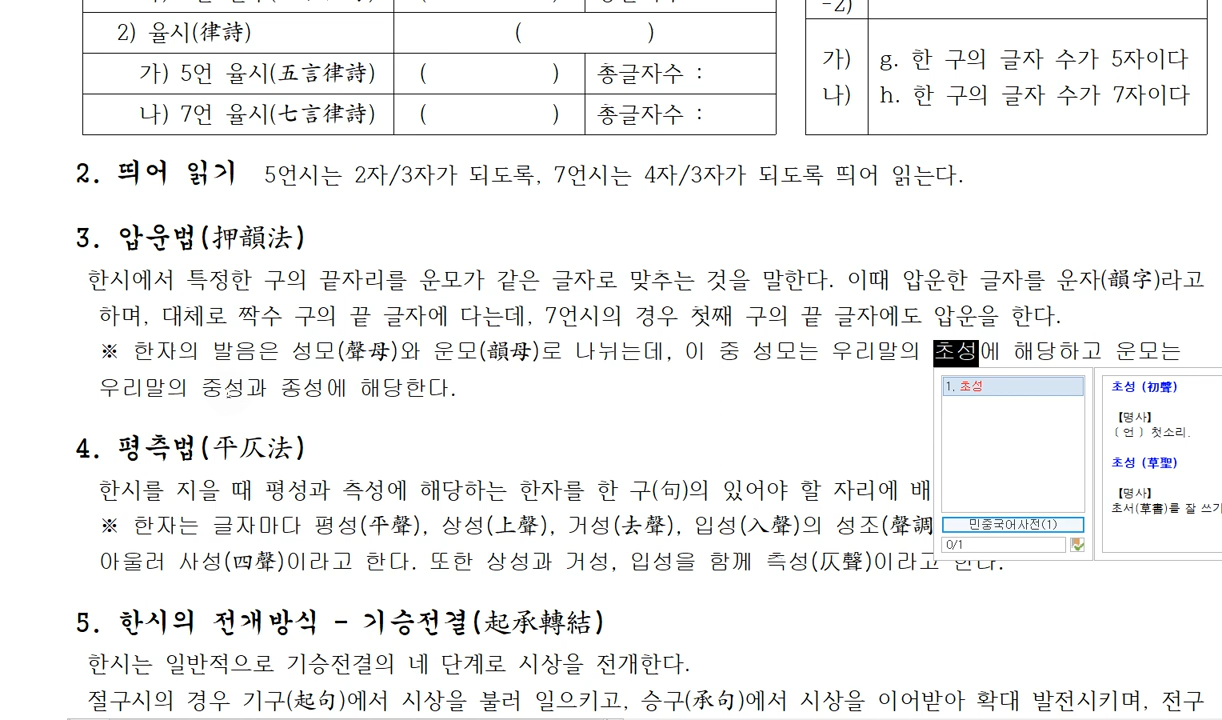 2) 율시(律詩) ( )
가) 5언 율시(五言律詩) ( ) 총글자수 :
나) 7언 율시(七言律詩) ( ) 총글자수 :
-2)
가) g. 한 구의 글자 수가 5자이다
나) h. 한 구의 글자 수가 7자이다
2. 띄어 읽기 5언시는 2자/3자가 되도록, 7언시는 4자/3자가 되도록 띄어 읽는다.
3. 압운법(押韻法)
한시에서 특정한 구의 끝자리를 운모가 같은 글자로 맞추는 것을 말한다. 이때 압운한 글자를 운자(韻字)라고
하며, 대체로 짝수 구의 끝 글자에 다는데, 7언시의 경우 첫째 구의 끝 글자에도 압운을 한다.
※ 한자의 발음은 성모(聲母)와 운모(韻母)로 나뉘는데, 이 중 성모는 우리말의 초성에 해당하고 운모는
우리말의 중성과 종성에 해당한다.
4. 평측법(平仄法)
한시를 지을 때 평성과 측성에 해당하는 한자를 한 구(句)의 있어야 할 자리에 배
※ 한자는 글자마다 평성(平聲), 상성(上聲), 거성(去聲), 입성(入聲)의 성조(聲調
아울러 사성(四聲)이라고 한다. 또한 상성과 거성, 입성을 함께 측성(仄聲)이라고 한다.
1. 초성
민중국어사전(1)
0/1
초성 (初聲)
【명사】
〔 언 〕 첫소리.
초성 (草聖)
【명사】
초서(草書)를 잘 쓰기
5. 한시의 전개방식 - 기승전결(起承轉結)
한시는 일반적으로 기승전결의 네 단계로 시상을 전개한다.
절구시의 경우 기구(起句)에서 시상을 불러 일으키고, 승구(承句)에서 시상을 이어받아 확대 발전시키며, 전구